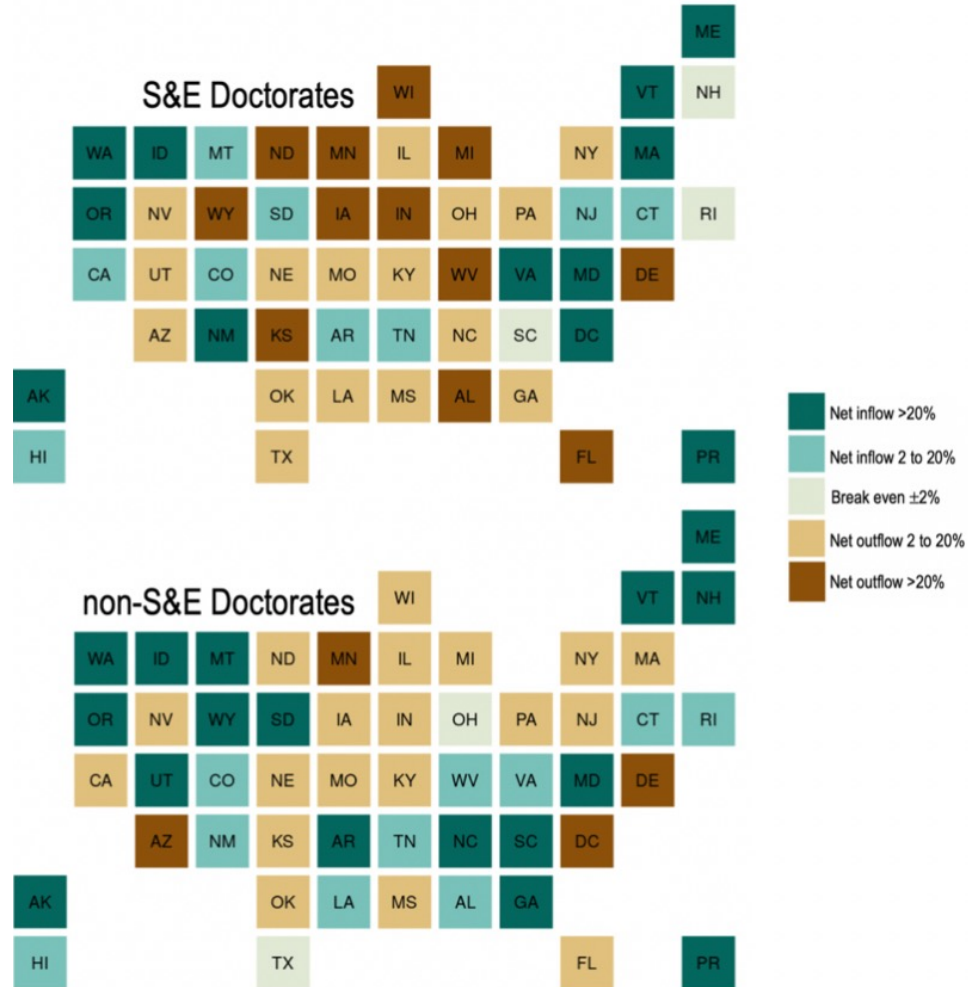 ME
S&E Doctorates WI VT NH
WA ID MT ND MN IL MI NY MA
OR NV WY SD IA IN OH PA NJ CT RI
CA UT CO NE MO KY WV VA MD DE
AZ NM KS AR TN NC SC DC
AK OK LA MS AL GA
HI TX FL PR
Net inflow >20%
Net inflow 2 to 20%
Break even ±2%
Net outflow 2 to 20%
Net outflow >20%
ME
non-S&E Doctorates WI VT NH
WA ID MT ND MN IL MI NY MA
OR NV WY SD IA IN OH PA NJ CT RI
CA UT CO NE MO KY WV VA MD DE
AZ NM KS AR TN NC SC DC
AK OK LA MS AL GA
HI TX FL PR